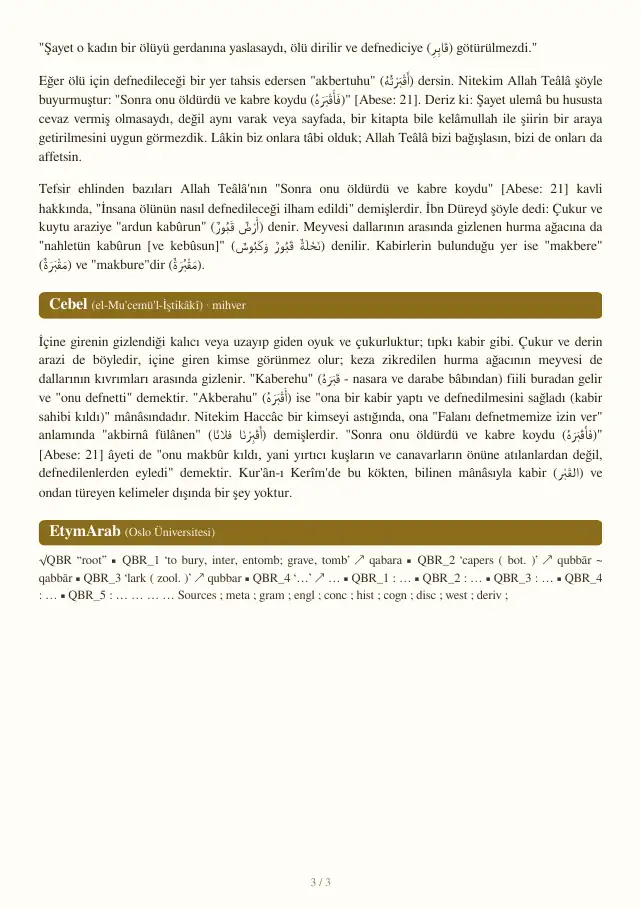 "Şayet o kadın bir ölüyü gerdanına yaslasaydı, ölü dirilir ve defnediciye (قَابِرِ) götürülmezdi."
Eğer ölü için defnedileceği bir yer tahsis edersen "akbertuhu" (أَقْبَرْتُهُ) dersin. Nitekim Allah Teâlâ şöyle
buyurmuştur: "Sonra onu öldürdü ve kabre koydu (فَأَقْبَرَهُ)" [Abese: 21]. Deriz ki: Şayet ulemâ bu hususta
cevaz vermiş olmasaydı, değil aynı varak veya sayfada, bir kitapta bile kelâmullah ile şiirin bir araya
getirilmesini uygun görmezdik. Lâkin biz onlara tâbi olduk; Allah Teâlâ bizi bağışlasın, bizi de onları da
affetsin.
Tefsir ehlinden bazıları Allah Teâlâ'nın "Sonra onu öldürdü ve kabre koydu" [Abese: 21] kavli
hakkında, "İnsana ölünün nasıl defnedileceği ilham edildi" demişlerdir. İbn Düreyd şöyle dedi: Çukur ve
kuytu araziye "ardun kabûrun" (أَرْضٌ قَبُورٌ) denir. Meyvesi dallarının arasında gizlenen hurma ağacına da
"nahletün kabûrun [ve kebûsun]" (نَخْلَةٌ قَبُورٌ وَكَبُوسٌ) denilir. Kabirlerin bulunduğu yer ise "makbere"
(مَقْبَرَةٌ) ve "makbure"dir (مَقْبُرَةٌ).
Cebel (el-Mu'cemü'l-İştikâkî) · mihver
İçine girenin gizlendiği kalıcı veya uzayıp giden oyuk ve çukurluktur; tıpkı kabir gibi. Çukur ve derin
arazi de böyledir, içine giren kimse görünmez olur; keza zikredilen hurma ağacının meyvesi de
dallarının kıvrımları arasında gizlenir. "Kaberehu" (قبَرَهُ - nasara ve darabe bâbından) fiili buradan gelir
ve "onu defnetti" demektir. "Akberahu" (أَقْبَرَهُ) ise "ona bir kabir yaptı ve defnedilmesini sağladı (kabir
sahibi kıldı)" mânâsındadır. Nitekim Haccâc bir kimseyi astığında, ona "Falanı defnetmemize izin ver"
anlamında "akbirnâ fülânen" (أَقْبِرْنَا فلانًا) demişlerdir. "Sonra onu öldürdü ve kabre koydu (فَأَقْبَرَهُ)"
[Abese: 21] âyeti de "onu makbûr kıldı, yani yırtıcı kuşların ve canavarların önüne atılanlardan değil,
defnedilenlerden eyledi" demektir. Kur'ân-ı Kerîm'de bu kökten, bilinen mânâsıyla kabir (القَبْر) ve
ondan türeyen kelimeler dışında bir şey yoktur.
EtymArab (Oslo Üniversitesi)
√QBR “root” ▪ QBR_1 ‘to bury, inter, entomb; grave, tomb’ ↗ qabara ▪ QBR_2 ‘capers ( bot. )’ ↗ qubbār ~
qabbār ▪ QBR_3 ‘lark ( zool. )’ ↗ qubbar ▪ QBR_4 ‘…’ ↗ … ▪ QBR_1 : … ▪ QBR_2 : … ▪ QBR_3 : … ▪ QBR_4
: … ▪ QBR_5 : … … … … Sources ; meta ; gram ; engl ; conc ; hist ; cogn ; disc ; west ; deriv ;
3 / 3